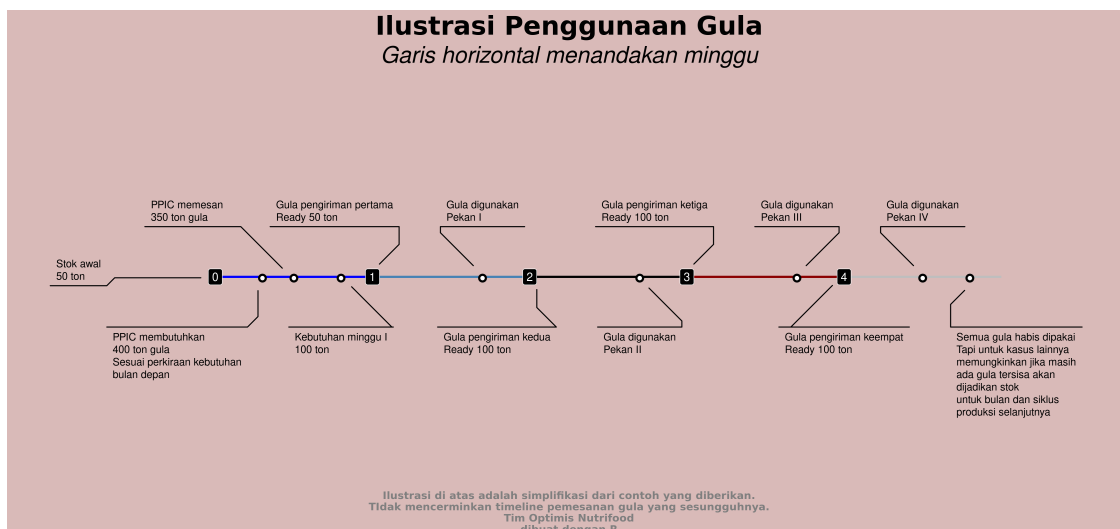 Ilustrasi Penggunaan Gula
Garis horizontal menandakan minggu
PPIC memesan
350 ton gula
Gula pengiriman pertama
Ready 50 ton
Gula digunakan
Pekan I
Gula pengiriman ketiga
Ready 100 ton
Gula digunakan
Pekan III
Gula digunakan
Pekan IV
Stok awal
50 ton
0
1
2
3
4
PPIC membutuhkan
400 ton gula
Sesuai perkiraan kebutuhan
bulan depan
Kebutuhan minggu I
100 ton
Gula pengiriman kedua
Ready 100 ton
Gula digunakan
Pekan II
Gula pengiriman keempat
Ready 100 ton
Semua gula habis dipakai
Tapi untuk kasus lainnya
memungkinkan jika masih
ada gula tersisa akan
dijadikan stok
untuk bulan dan siklus
produksi selanjutnya
Ilustrasi di atas adalah simplifikasi dari contoh yang diberikan.
TIdak mencerminkan timeline pemesanan gula yang sesungguhnya.
Tim Optimis Nutrifood
dibuat dengan R